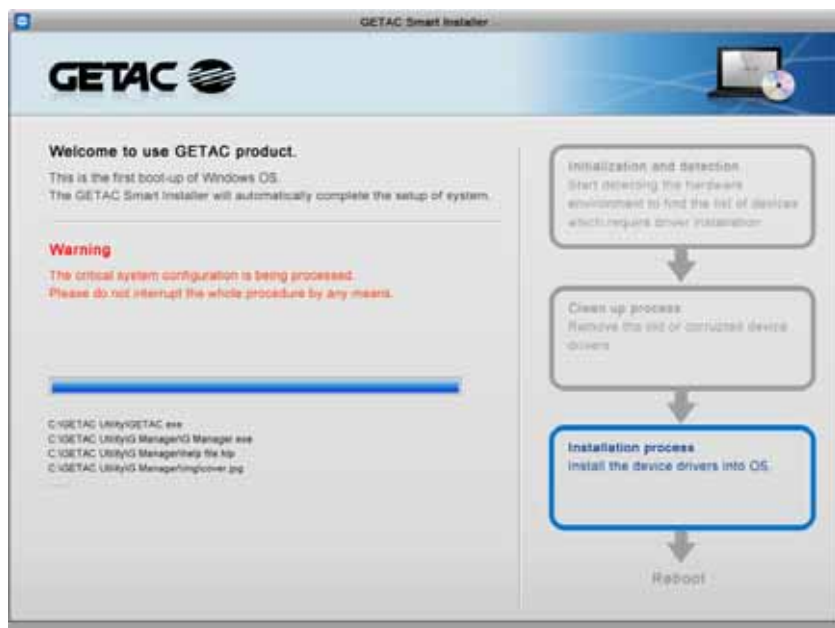 GETAC Smart Installer
GETAC
Welcome to use GETAC product.
This is the first boot-up of Windows OS.
The GETAC Smart Installer will automatically complete the setup of system.
Warning
The critical system configuration is being processed.
Please do not interrupt the whole procedure by any means.
C:\GETAC Utility\GETAC.exe
C:\GETAC Utility\G Manager\G Manager.exe
C:\GETAC Utility\G Manager\help file.hlp
C:\GETAC Utility\G Manager\img\cover.jpg
......
Initialization and detection
Start detecting the hardware
environment to find the list of devices
which require driver installation
Clean up process
Remove the old or corrupted device
drivers
Installation process
Install the device drivers into OS.
Reboot